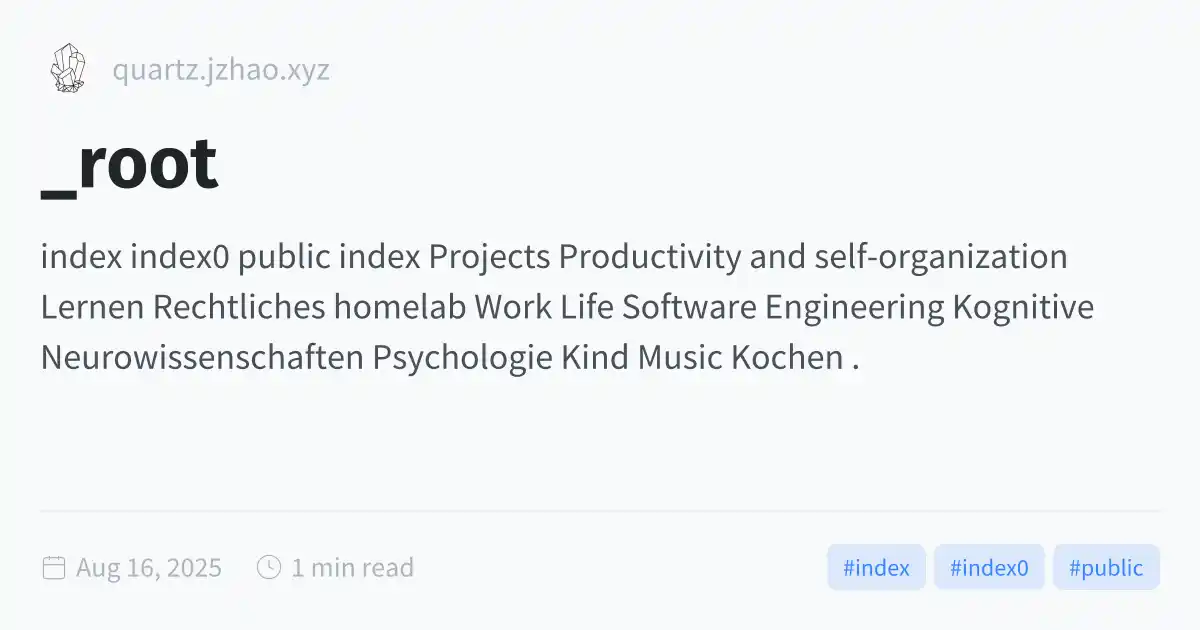 quartz.jzhao.xyz
_root
index index0 public index Projects Productivity and self-organization
Lernen Rechtliches homelab Work Life Software Engineering Kognitive
Neurowissenschaften Psychologie Kind Music Kochen .
Aug 16, 2025 1 min read #index #index0 #public